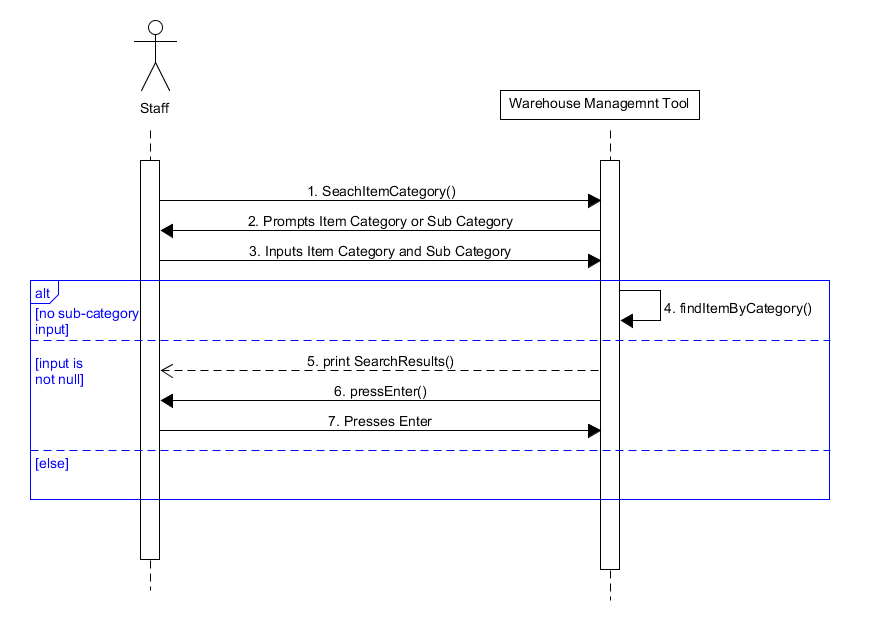 Staff
Warehouse Managemnt Tool
1. SeachItemCategory()
2. Prompts Item Category or Sub Category
3. Inputs Item Category and Sub Category
alt
[no sub-category
input]
4. findItemByCategory()
[input is
not null]
5. print SearchResults()
6. pressEnter()
7. Presses Enter
[else]